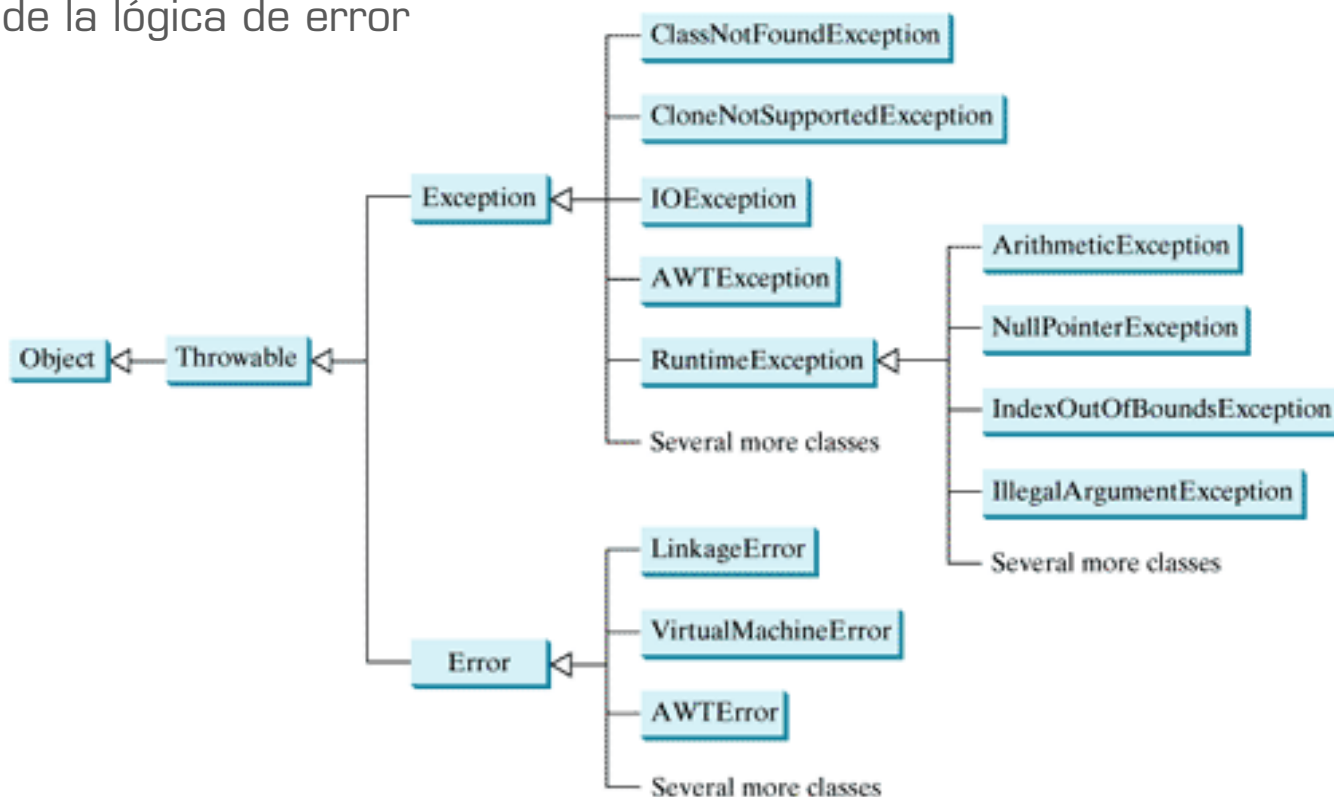 de la lógica de error
ClassNotFoundException
CloneNotSupportedException
Exception
IOException
ArithmeticException
AWTException
NullPointerException
Object
Throwable
RuntimeException
IndexOutOfBoundsException
Several more classes
IllegalArgumentException
LinkageError
Several more classes
VirtualMachineError
Error
AWTError
Several more classes